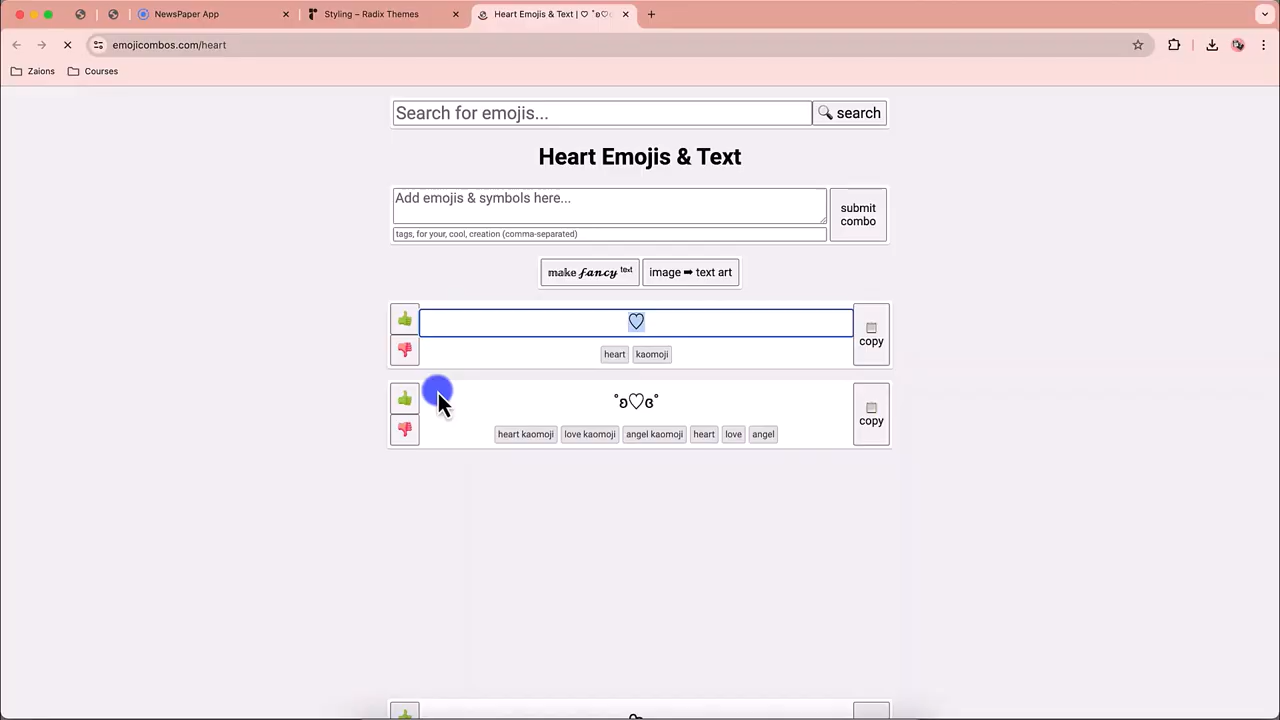 NewsPaper App
Styling – Radix Themes
Heart Emojis & Text | ♡ ˚ʚ♡
emojicombos.com/heart
Zaions
Courses
Search for emojis...
🔍 search
Heart Emojis & Text
Add emojis & symbols here...
tags, for your, cool, creation (comma-separated)
submit
combo
𝕞𝕒𝕜𝕖 𝓯𝓪𝓷𝓬𝔂 ᵗᵉˣᵗ
image ➡ text art
♡
heart
kaomoji
copy
˚ʚ♡ɞ˚
heart kaomoji
love kaomoji
angel kaomoji
heart
love
angel
copy